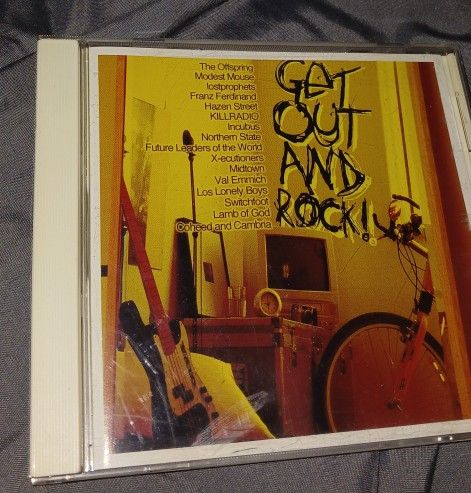 The Offspring
Modest Mouse
lostprophets
Franz Ferdinand
Hazen Street
KILLRADIO
Incubus
Northern State
Future Leaders of the World
X-ecutioners
Midtown
Val Emmich
Los Lonely Boys
Switchfoot
Lamb of God
Coheed and Cambria
GET
OUT
AND
ROCK!